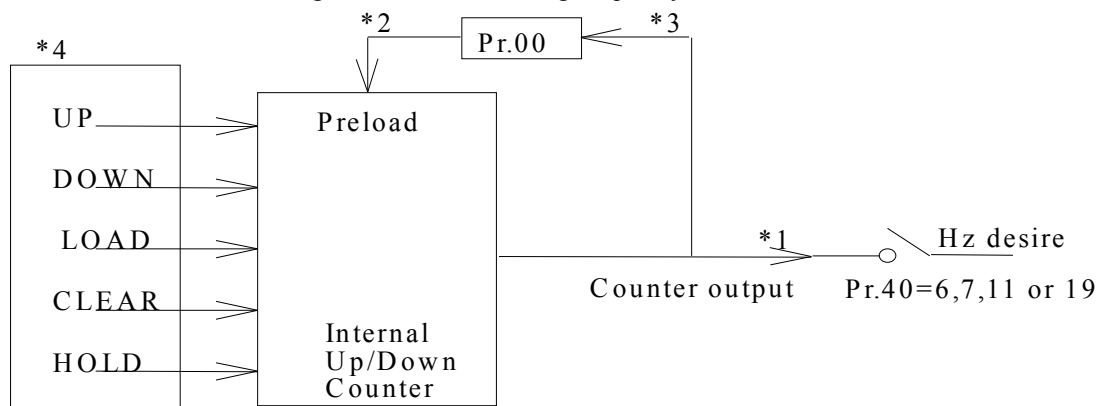 *4
*2
Pr.00
*3
UP
DOWN
LOAD
CLEAR
HOLD
Preload
Internal
Up/Down
Counter
*1
Counter output
Hz desire
Pr.40=6,7,11 or 19